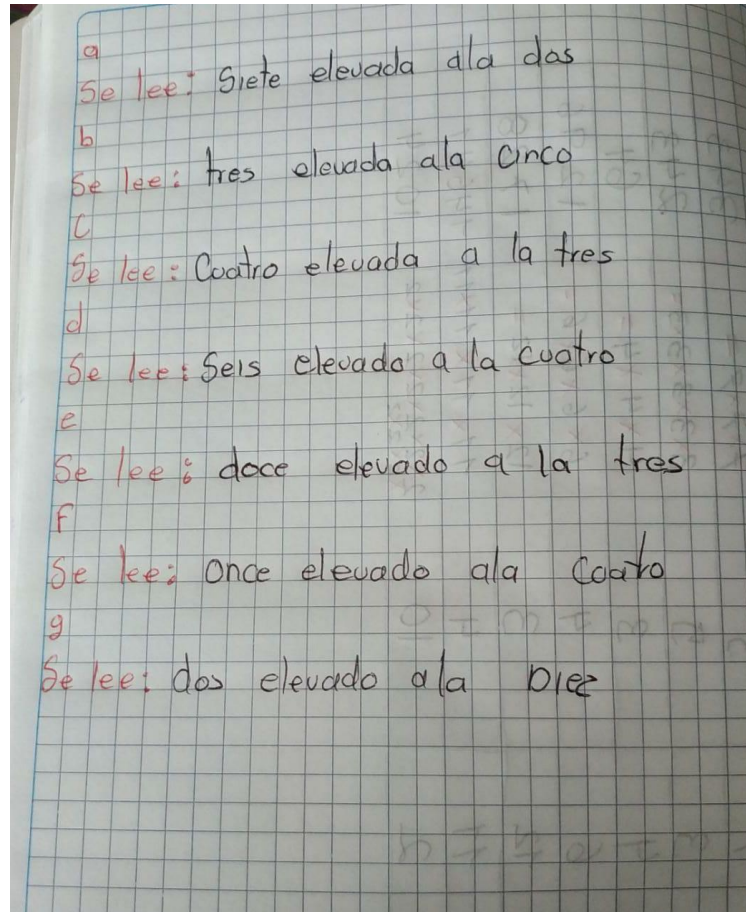 a
Se lee: Siete elevada ala dos
b
Se lee: tres elevada ala cinco
C
Se lee: Cuatro elevada a la tres
d
Se lee: Seis elevado a la cuatro
e
Se lee: doce elevado a la tres
F
Se lee: Once elevado ala Coatro
g
Se lee: dos elevado ala Diez